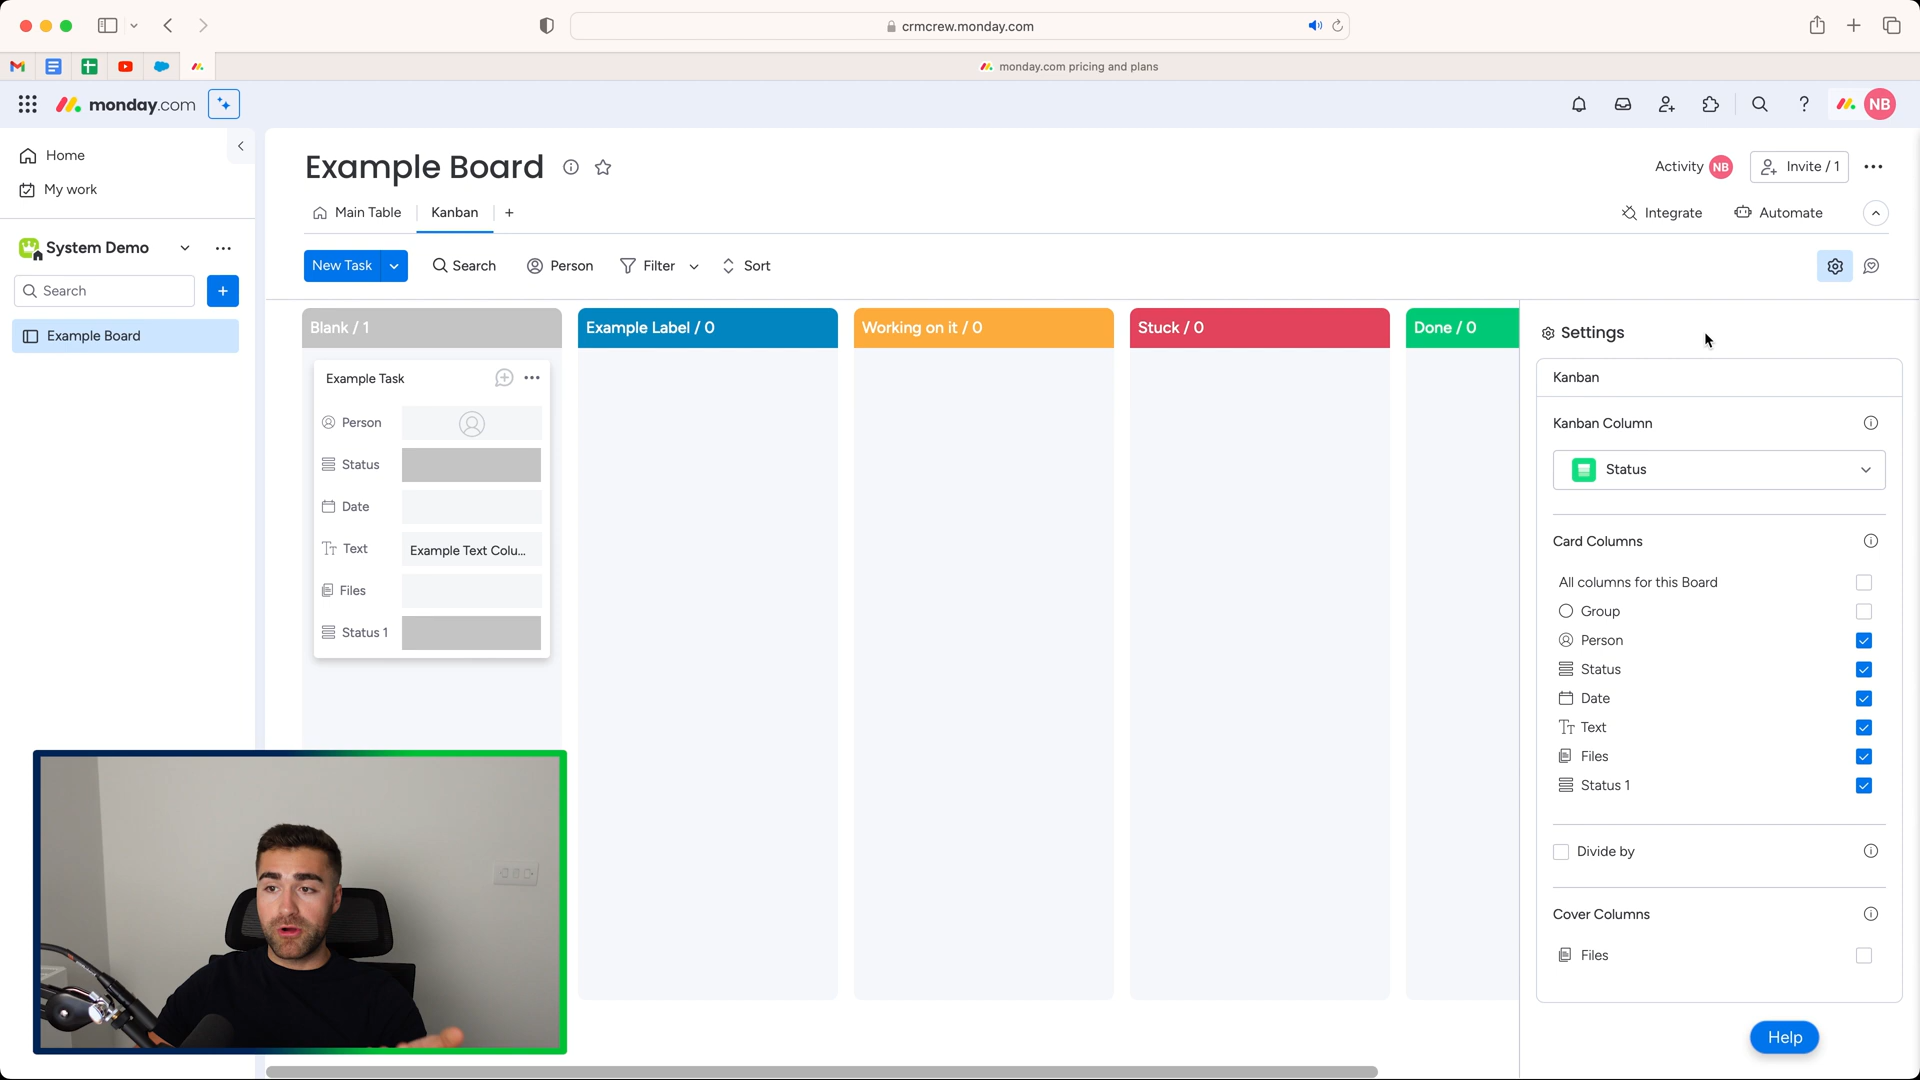 crmcrew.monday.com
monday.com pricing and plans
monday.com
NB
Home
My work
System Demo
Search
Example Board
Example Board
Activity NB
Invite / 1
Main Table
Kanban
Integrate
Automate
New Task
Search
Person
Filter
Sort
Blank / 1
Example Label / 0
Working on it / 0
Stuck / 0
Done / 0
Example Task
Person
Status
Date
Text
Example Text Colu...
Files
Status 1
Settings
Kanban
Kanban Column
Status
Card Columns
All columns for this Board
Group
Person
Status
Date
Text
Files
Status 1
Divide by
Cover Columns
Files
Help